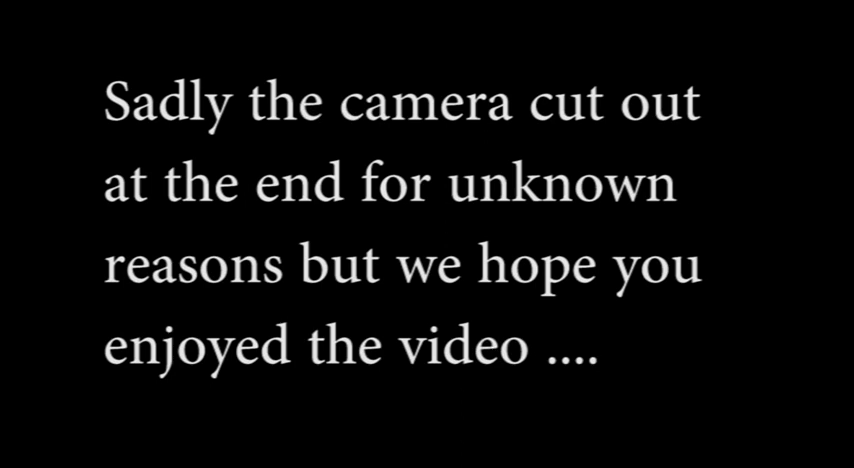 Sadly the camera cut out
at the end for unknown
reasons but we hope you
enjoyed the video ....